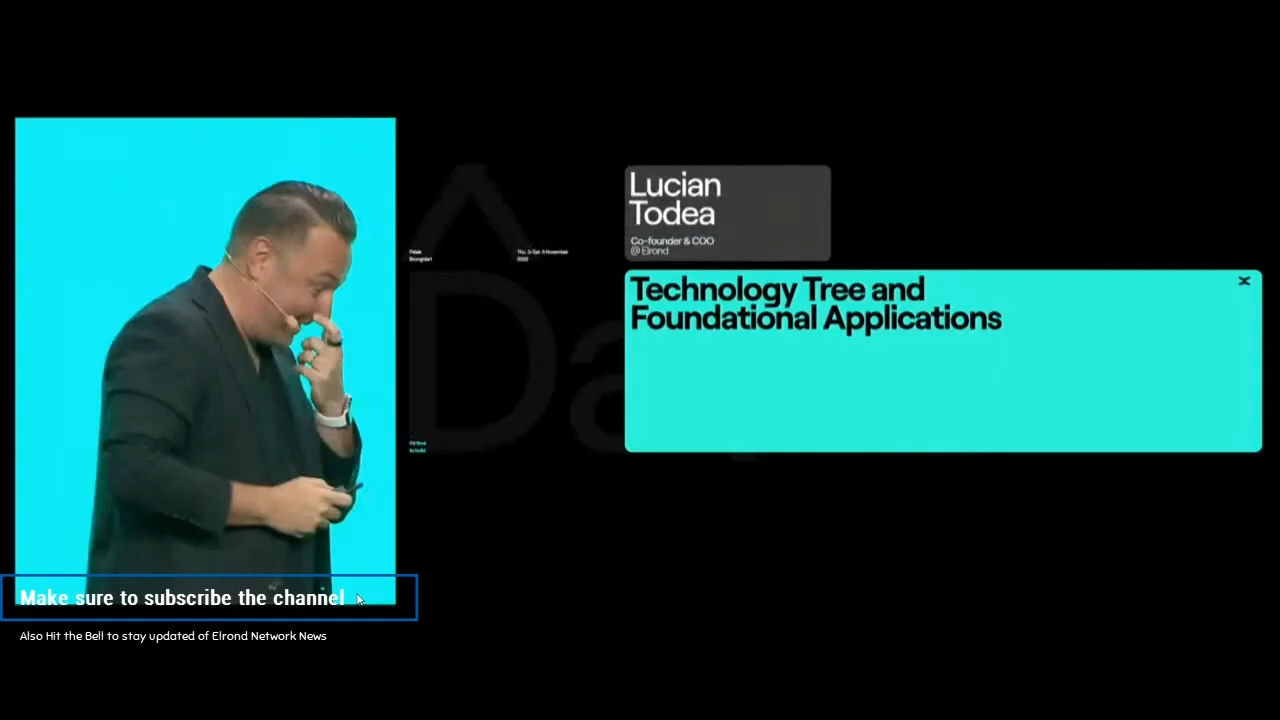 Lucian
Todea
Co-founder & COO
@ Elrond
Technology Tree and
Foundational Applications
Da
Make sure to subscribe the channel
Also Hit the Bell to stay updated of Elrond Network News